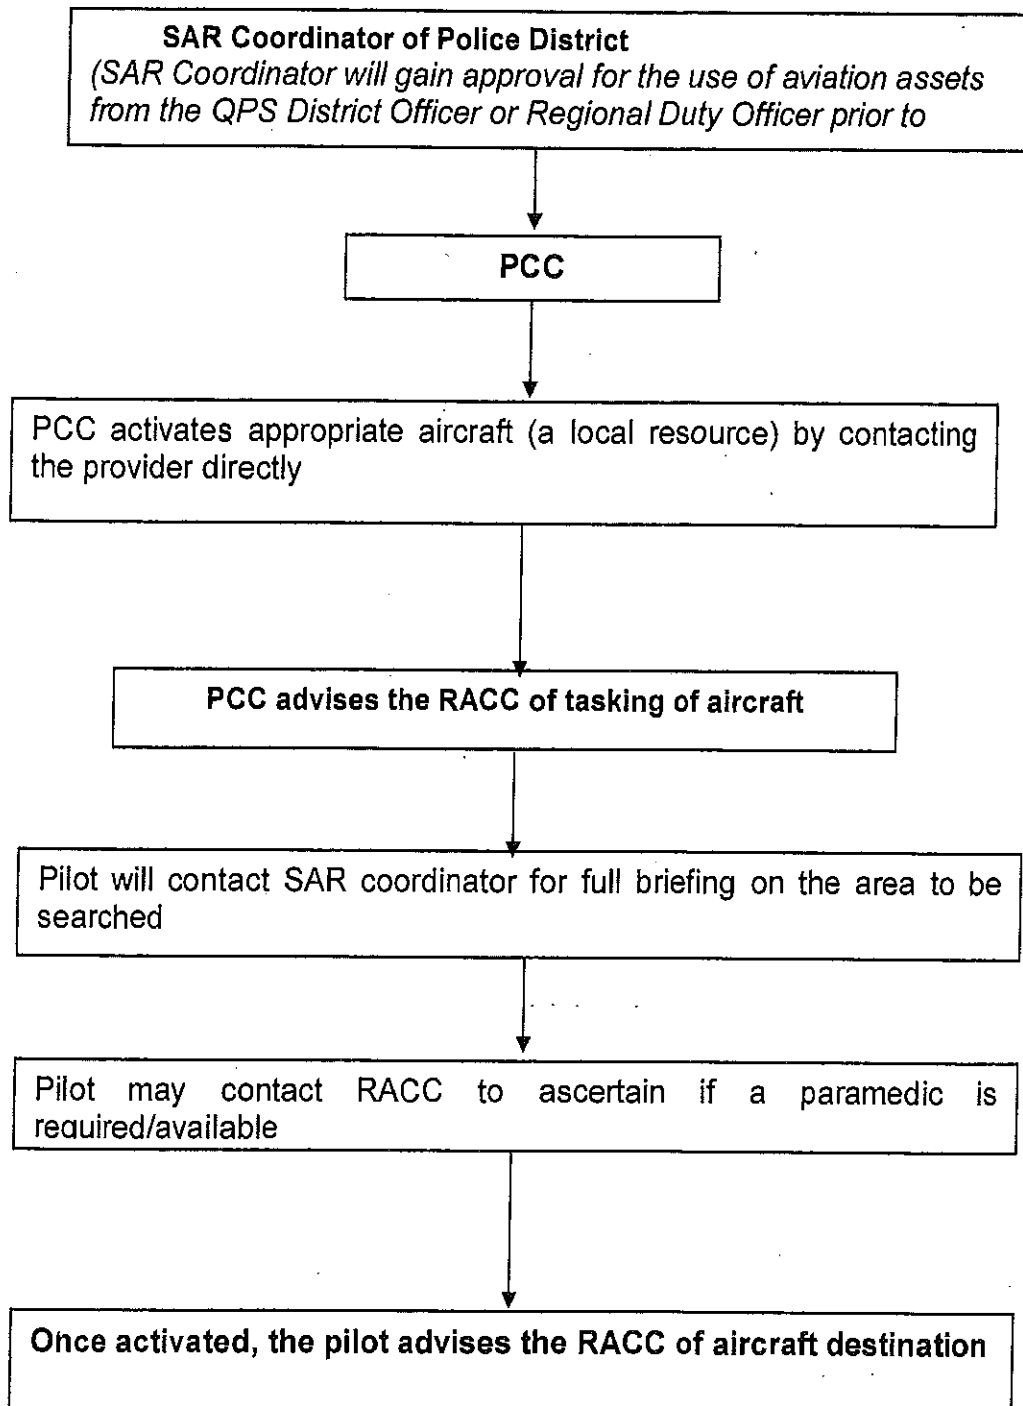 SAR Coordinator of Police District
(SAR Coordinator will gain approval for the use of aviation assets
from the QPS District Officer or Regional Duty Officer prior to
PCC
PCC activates appropriate aircraft (a local resource) by contacting
the provider directly
PCC advises the RACC of tasking of aircraft
Pilot will contact SAR coordinator for full briefing on the area to be
searched
Pilot may contact RACC to ascertain if a paramedic is
required/available
Once activated, the pilot advises the RACC of aircraft destination